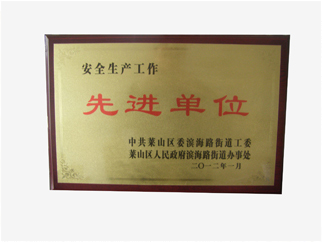 安全生产工作
先进单位
中共莱山区委滨海路街道工委
莱山区人民政府滨海路街道办事处
二〇一二年一月